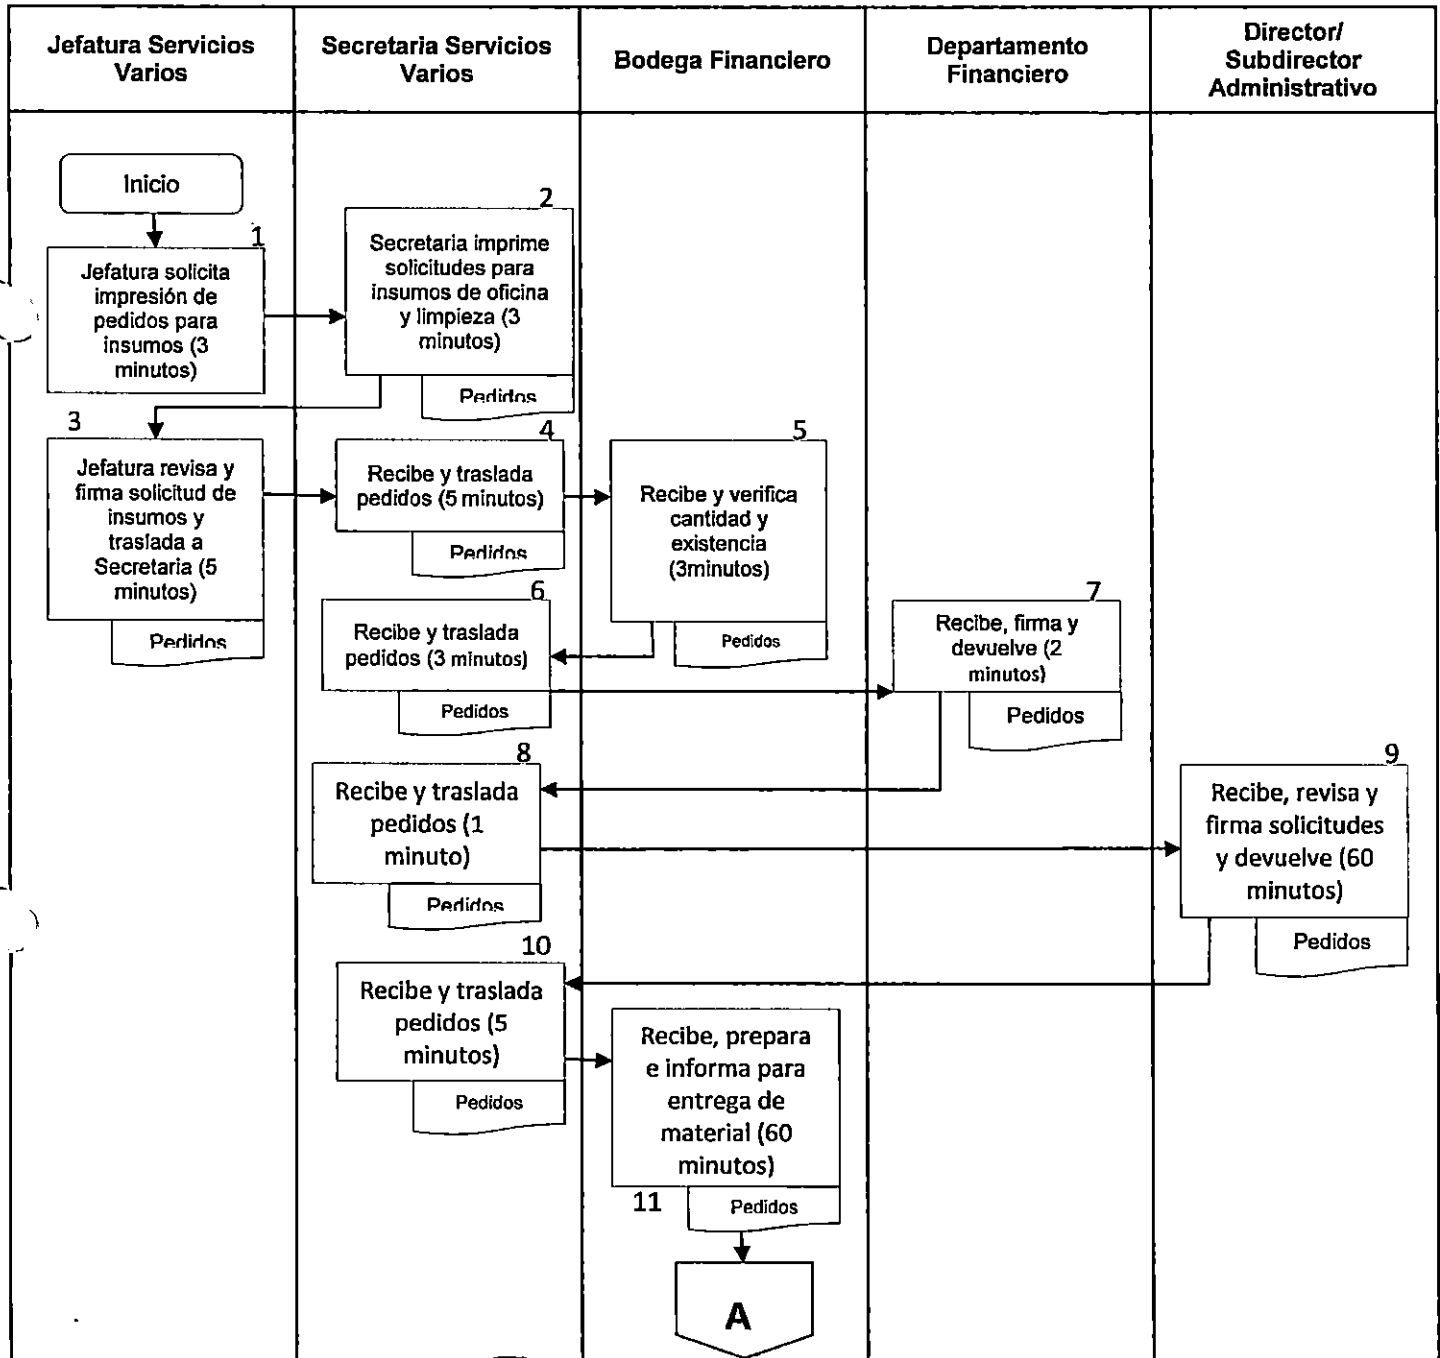 Jefatura Servicios
Varios
Secretaria Servicios
Varios
Bodega Financiero
Departamento
Financiero
Director/
Subdirector
Administrativo
Inicio
1
Jefatura solicita
impresión de
pedidos para
insumos (3
minutos)
2
Secretaria imprime
solicitudes para
insumos de oficina
y limpieza (3
minutos)
Pedidos
3
Jefatura revisa y
firma solicitud de
insumos y
traslada a
Secretaria (5
minutos)
Pedidos
4
Recibe y traslada
pedidos (5 minutos)
Pedidos
5
Recibe y verifica
cantidad y
existencia
(3minutos)
Pedidos
6
Recibe y traslada
pedidos (3 minutos)
Pedidos
7
Recibe, firma y
devuelve (2
minutos)
Pedidos
8
Recibe y traslada
pedidos (1
minuto)
Pedidos
9
Recibe, revisa y
firma solicitudes
y devuelve (60
minutos)
Pedidos
10
Recibe y traslada
pedidos (5
minutos)
Pedidos
Recibe, prepara
e informa para
entrega de
material (60
minutos)
11
Pedidos
A